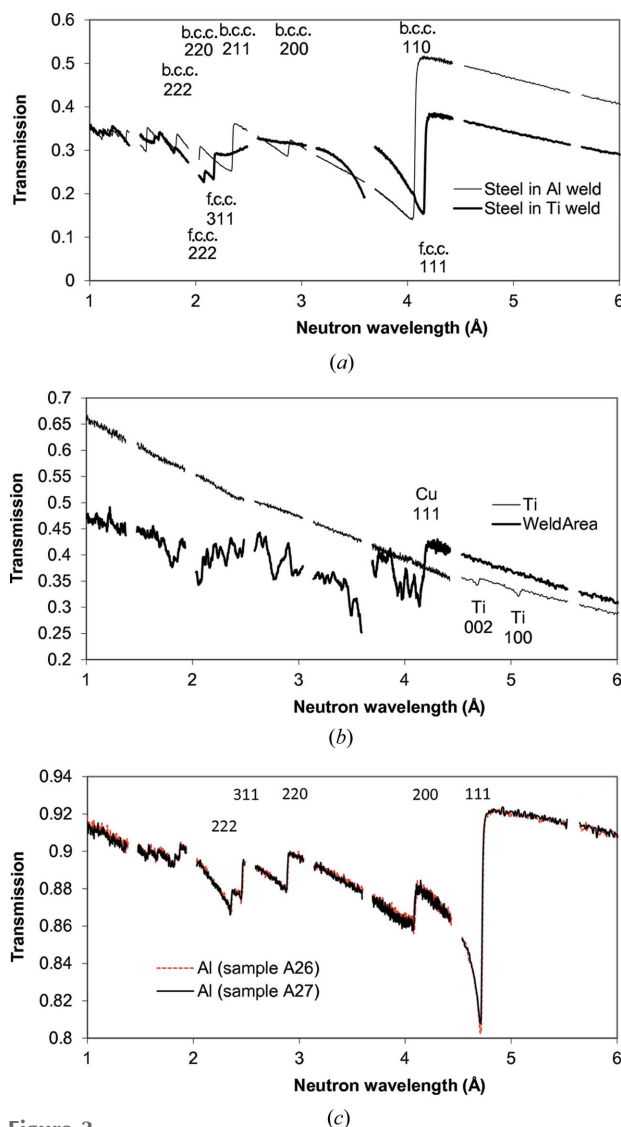 b.c.c. b.c.c. b.c.c. b.c.c.
220 211 200 110
b.c.c.
222
0.6
0.5
0.4
0.3
0.2
0.1
0
Transmission
f.c.c.
311
f.c.c.
222
f.c.c.
111
Steel in Al weld
Steel in Ti weld
1 2 3 4 5 6
Neutron wavelength (Å)
(a)
0.7
0.65
0.6
0.55
0.5
0.45
0.4
0.35
0.3
0.25
0.2
Transmission
Cu
111
Ti
WeldArea
Ti
002
Ti
100
1 2 3 4 5 6
Neutron wavelength (Å)
(b)
0.94
0.92
0.9
0.88
0.86
0.84
0.82
0.8
Transmission
311 220 200 111
222
Al (sample A26)
Al (sample A27)
1 2 3 4 5 6
Neutron wavelength (Å)
(c)